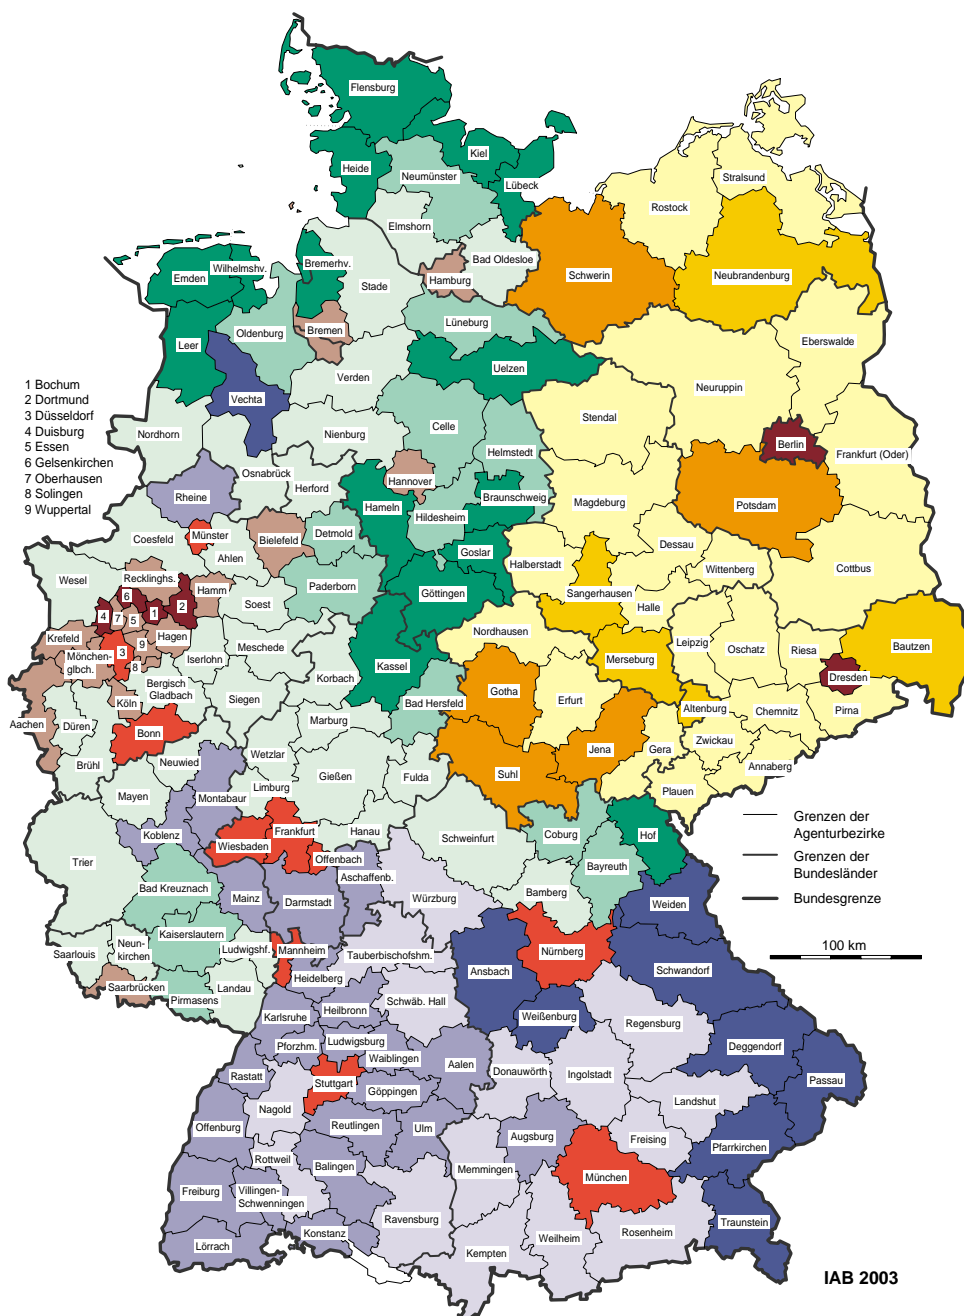 Flensburg
Kiel
Heide
Neumünster
Lübeck
Stralsund
Rostock
Elmshorn
Bad Oldesloe
Bremerhv.
Wilhelmshv.
Emden
Stade
Hamburg
Schwerin
Neubrandenburg
Lüneburg
Bremen
Oldenburg
Leer
Eberswalde
Uelzen
Verden
Neuruppin
1 Bochum
2 Dortmund
3 Düsseldorf
4 Duisburg
5 Essen
6 Gelsenkirchen
7 Oberhausen
8 Solingen
9 Wuppertal
Vechta
Stendal
Celle
Nordhorn
Nienburg
Berlin
Helmstedt
Frankfurt (Oder)
Osnabrück
Herford
Hannover
Rheine
Braunschweig
Magdeburg
Potsdam
Hameln
Hildesheim
Münster
Coesfeld
Bielefeld
Detmold
Ahlen
Goslar
Dessau
Halberstadt
Wittenberg
Cottbus
Wesel
Recklinghs.
Hamm
Paderborn
Göttingen
Sangerhausen
Halle
6
2
1
4
7
5
Soest
Krefeld
Hagen
Nordhausen
Leipzig
Oschatz
Riesa
Bautzen
9
3
8
Mönchen-
glbch.
Iserlohn
Meschede
Kassel
Merseburg
Dresden
Bergisch
Gladbach
Korbach
Köln
Siegen
Bad Hersfeld
Gotha
Erfurt
Altenburg
Chemnitz
Pirna
Aachen
Düren
Bonn
Marburg
Jena
Gera
Zwickau
Brühl
Neuwied
Wetzlar
Annaberg
Gießen
Fulda
Suhl
Mayen
Montabaur
Limburg
Plauen
Koblenz
Wiesbaden
Frankfurt
Hanau
Schweinfurt
Coburg
Hof
Grenzen der
Agenturbezirke
Trier
Offenbach
Aschaffenb.
Bayreuth
Grenzen der
Bundesländer
Bad Kreuznach
Mainz
Darmstadt
Würzburg
Bamberg
Weiden
Bundesgrenze
Kaiserslautern
Saarlouis
Neun-
kirchen
Ludwigshf.
Mannheim
Tauberbischofshm.
Nürnberg
100 km
Ansbach
Schwandorf
Saarbrücken
Landau
Heidelberg
Pirmasens
Schwäb. Hall
Karlsruhe
Heilbronn
Weißenburg
Regensburg
Pforzhm.
Ludwigsburg
Waiblingen
Deggendorf
Aalen
Donauwörth
Ingolstadt
Passau
Rastatt
Stuttgart
Göppingen
Nagold
Landshut
Offenburg
Reutlingen
Ulm
Augsburg
Freising
Pfarrkirchen
Rottweil
Balingen
Memmingen
München
Freiburg
Villingen-
Schwenningen
Ravensburg
Traunstein
Konstanz
Weilheim
Rosenheim
Lörrach
Kempten
IAB 2003